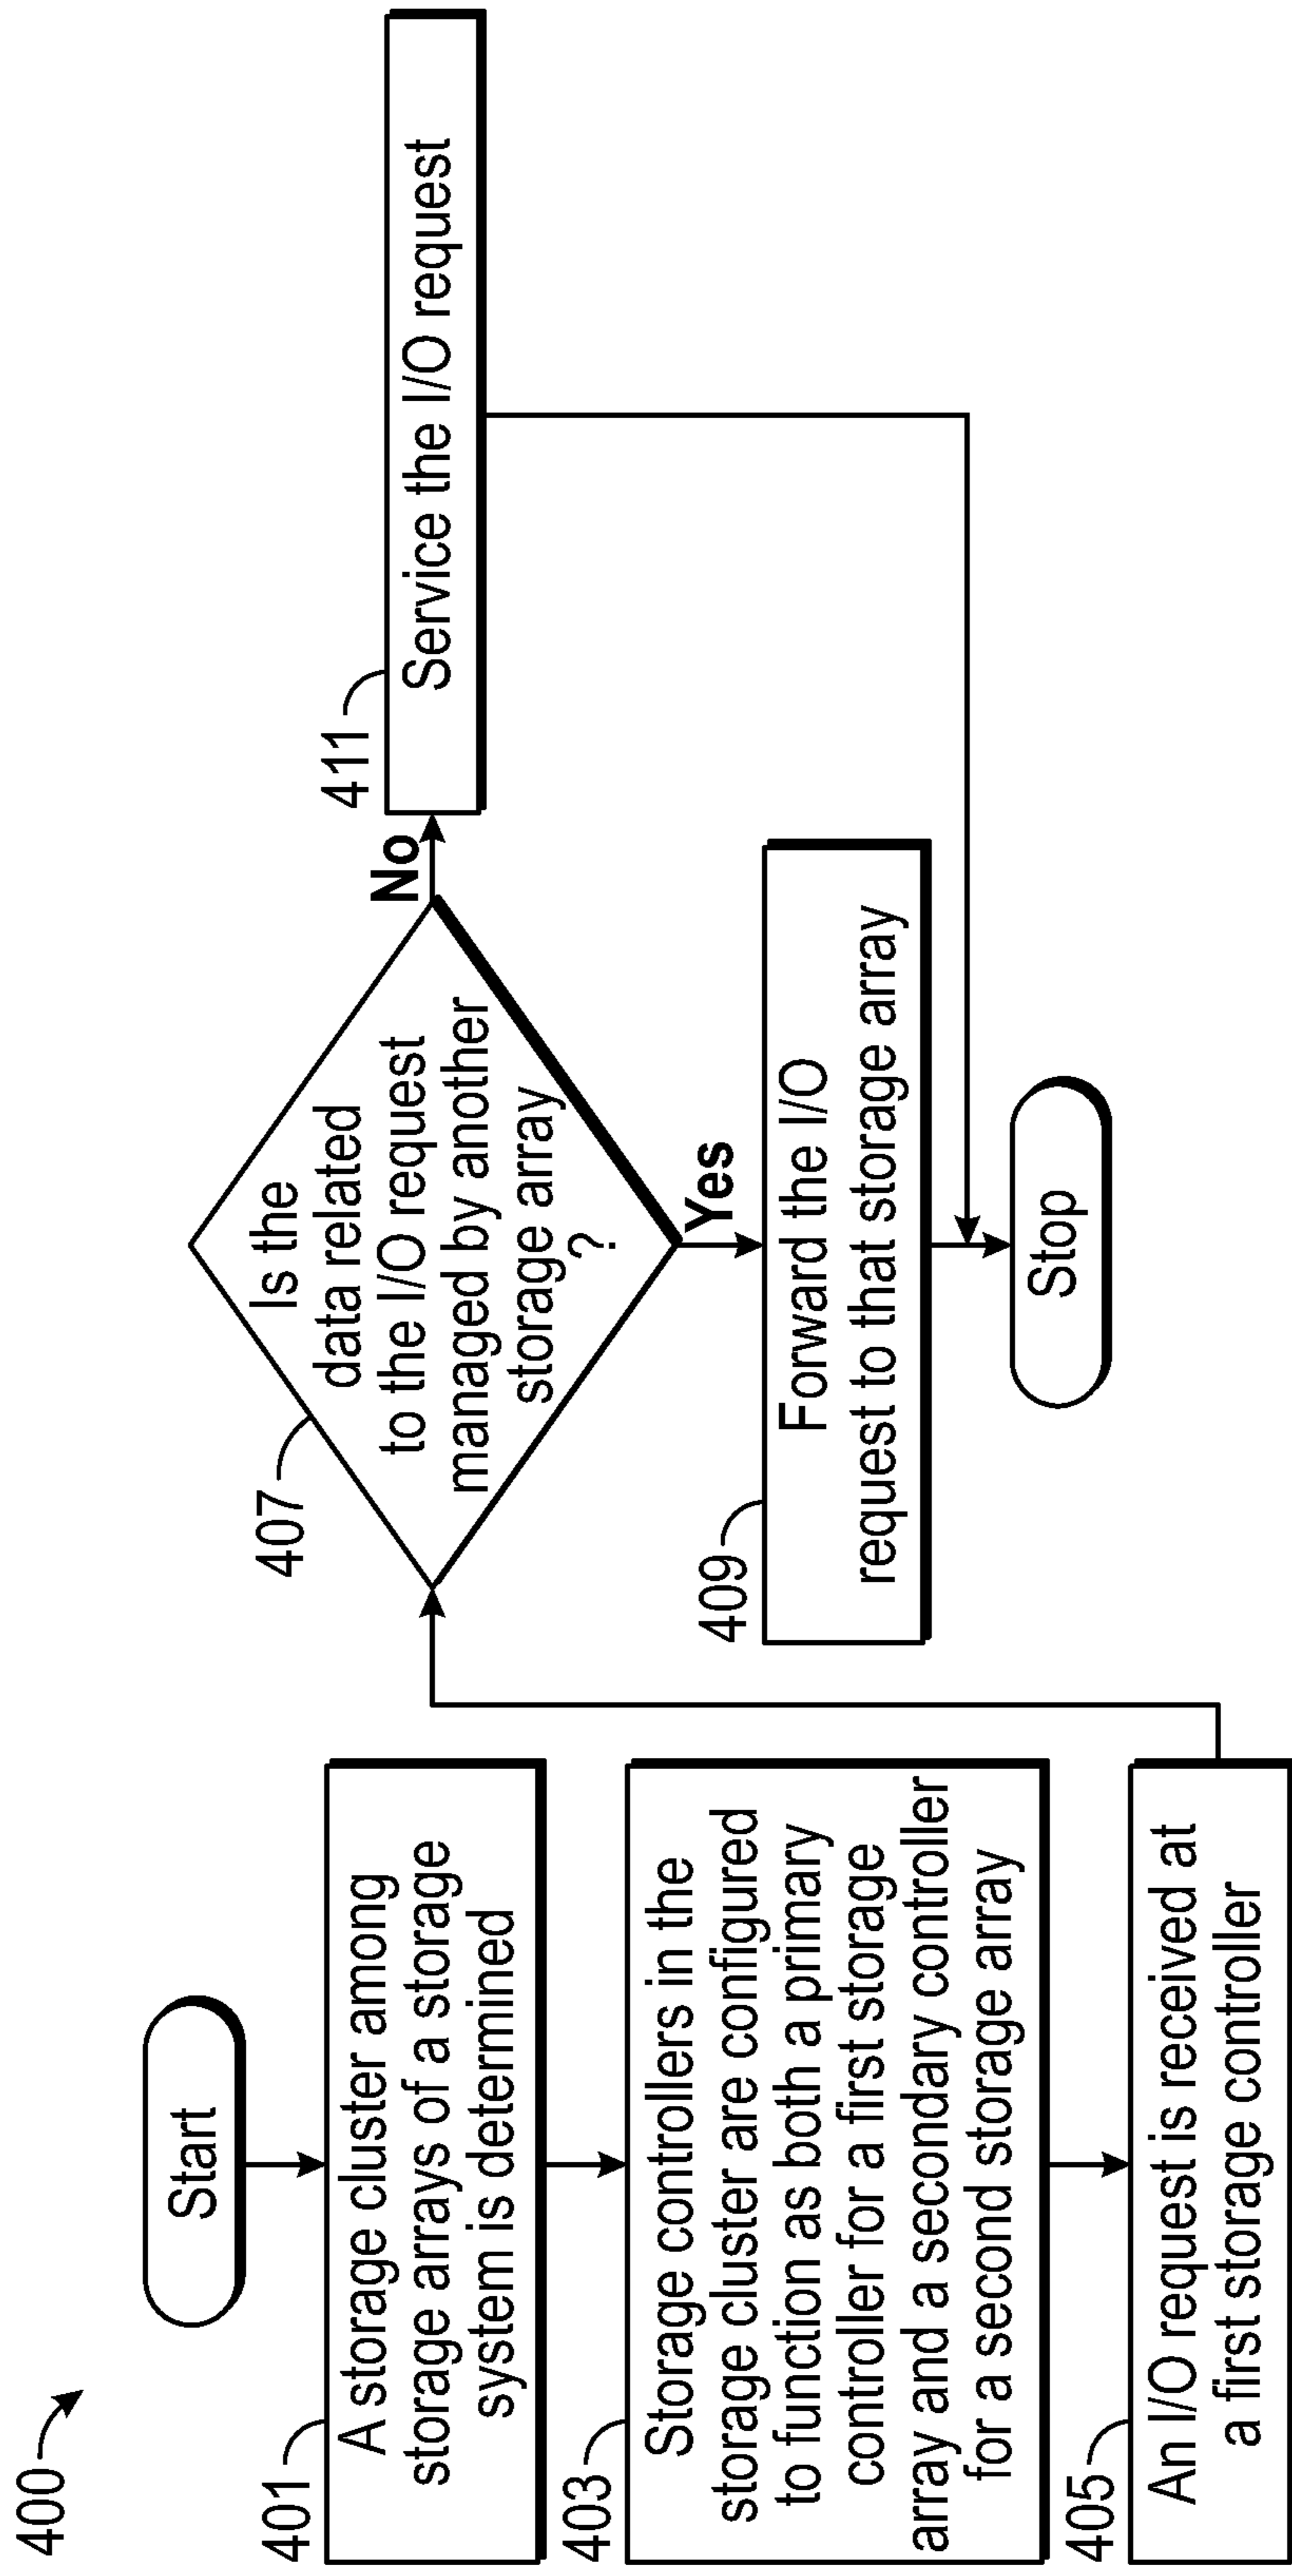 400
Start
401
A storage cluster among
storage arrays of a storage
system is determined
403
Storage controllers in the
storage cluster are configured
to function as both a primary
controller for a first storage
array and a secondary controller
for a second storage array
405
An I/O request is received at
a first storage controller
407
Is the
data related
to the I/O request
managed by another
storage array
?
No
411
Service the I/O request
Yes
409
Forward the I/O
request to that storage array
Stop